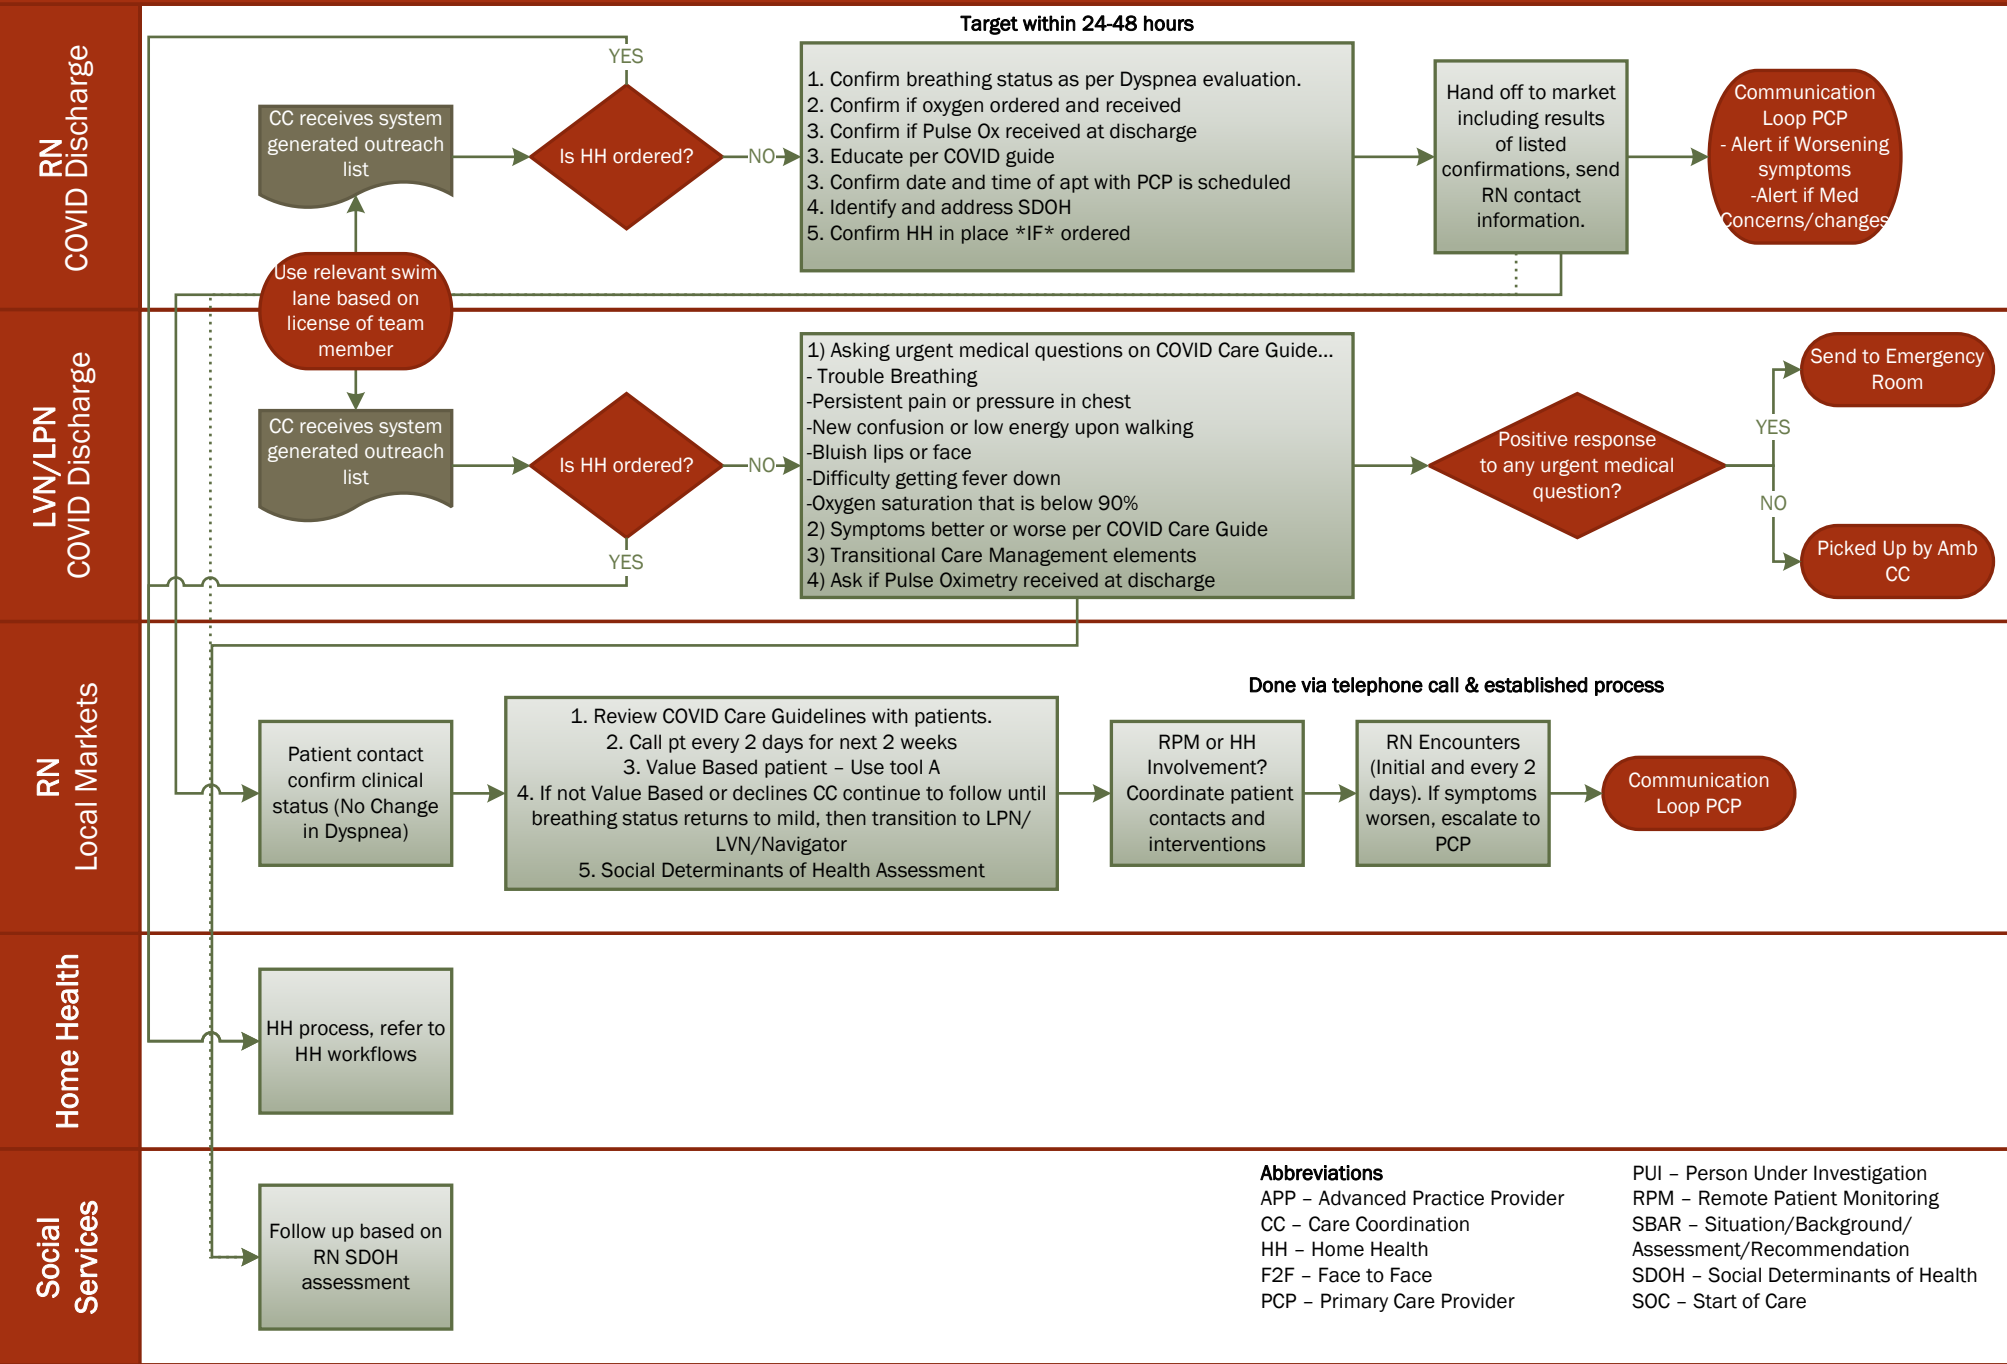 RN
COVID Discharge
Target within 24-48 hours
YES
CC receives system
generated outreach
list
Is HH ordered?
NO
1. Confirm breathing status as per Dyspnea evaluation.
2. Confirm if oxygen ordered and received
3. Confirm if Pulse Ox received at discharge
3. Educate per COVID guide
3. Confirm date and time of apt with PCP is scheduled
4. Identify and address SDOH
5. Confirm HH in place *IF* ordered
Hand off to market
including results
of listed
confirmations, send
RN contact
information.
Communication
Loop PCP
- Alert if Worsening
symptoms
-Alert if Med
Concerns/changes
Use relevant swim
lane based on
license of team
member
LVN/LPN
COVID Discharge
CC receives system
generated outreach
list
Is HH ordered?
NO
YES
1) Asking urgent medical questions on COVID Care Guide...
- Trouble Breathing
-Persistent pain or pressure in chest
-New confusion or low energy upon walking
-Bluish lips or face
-Difficulty getting fever down
-Oxygen saturation that is below 90%
2) Symptoms better or worse per COVID Care Guide
3) Transitional Care Management elements
4) Ask if Pulse Oximetry received at discharge
Positive response
to any urgent medical
question?
YES
NO
Send to Emergency
Room
Picked Up by Amb
CC
RN
Local Markets
Done via telephone call & established process
Patient contact
confirm clinical
status (No Change
in Dyspnea)
1. Review COVID Care Guidelines with patients.
2. Call pt every 2 days for next 2 weeks
3. Value Based patient – Use tool A
4. If not Value Based or declines CC continue to follow until
breathing status returns to mild, then transition to LPN/
LVN/Navigator
5. Social Determinants of Health Assessment
RPM or HH
Involvement?
Coordinate patient
contacts and
interventions
RN Encounters
(Initial and every 2
days). If symptoms
worsen, escalate to
PCP
Communication
Loop PCP
Home Health
HH process, refer to
HH workflows
Social
Services
Follow up based on
RN SDOH
assessment
Abbreviations
APP – Advanced Practice Provider
CC – Care Coordination
HH – Home Health
F2F – Face to Face
PCP – Primary Care Provider
PUI – Person Under Investigation
RPM – Remote Patient Monitoring
SBAR – Situation/Background/
Assessment/Recommendation
SDOH – Social Determinants of Health
SOC – Start of Care